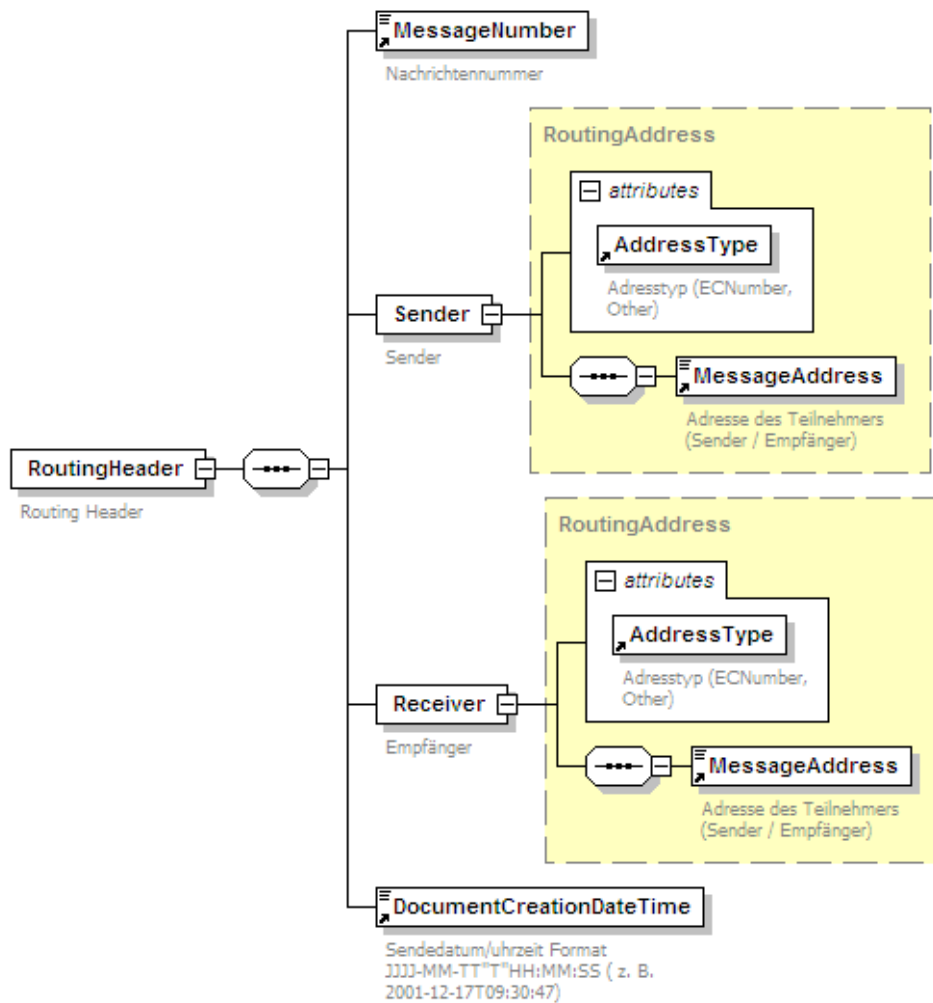 MessageNumber
Nachrichtennummer
RoutingAddress
attributes
AddressType
Adresstyp (ECNumber,
Other)
Sender
Sender
MessageAddress
Adresse des Teilnehmers
(Sender / Empfänger)
RoutingHeader
Routing Header
RoutingAddress
attributes
AddressType
Adresstyp (ECNumber,
Other)
Receiver
Empfänger
MessageAddress
Adresse des Teilnehmers
(Sender / Empfänger)
DocumentCreationDateTime
Sendedatum/uhrzeit Format
JJJJ-MM-TT"T"HH:MM:SS ( z. B.
2001-12-17T09:30:47)